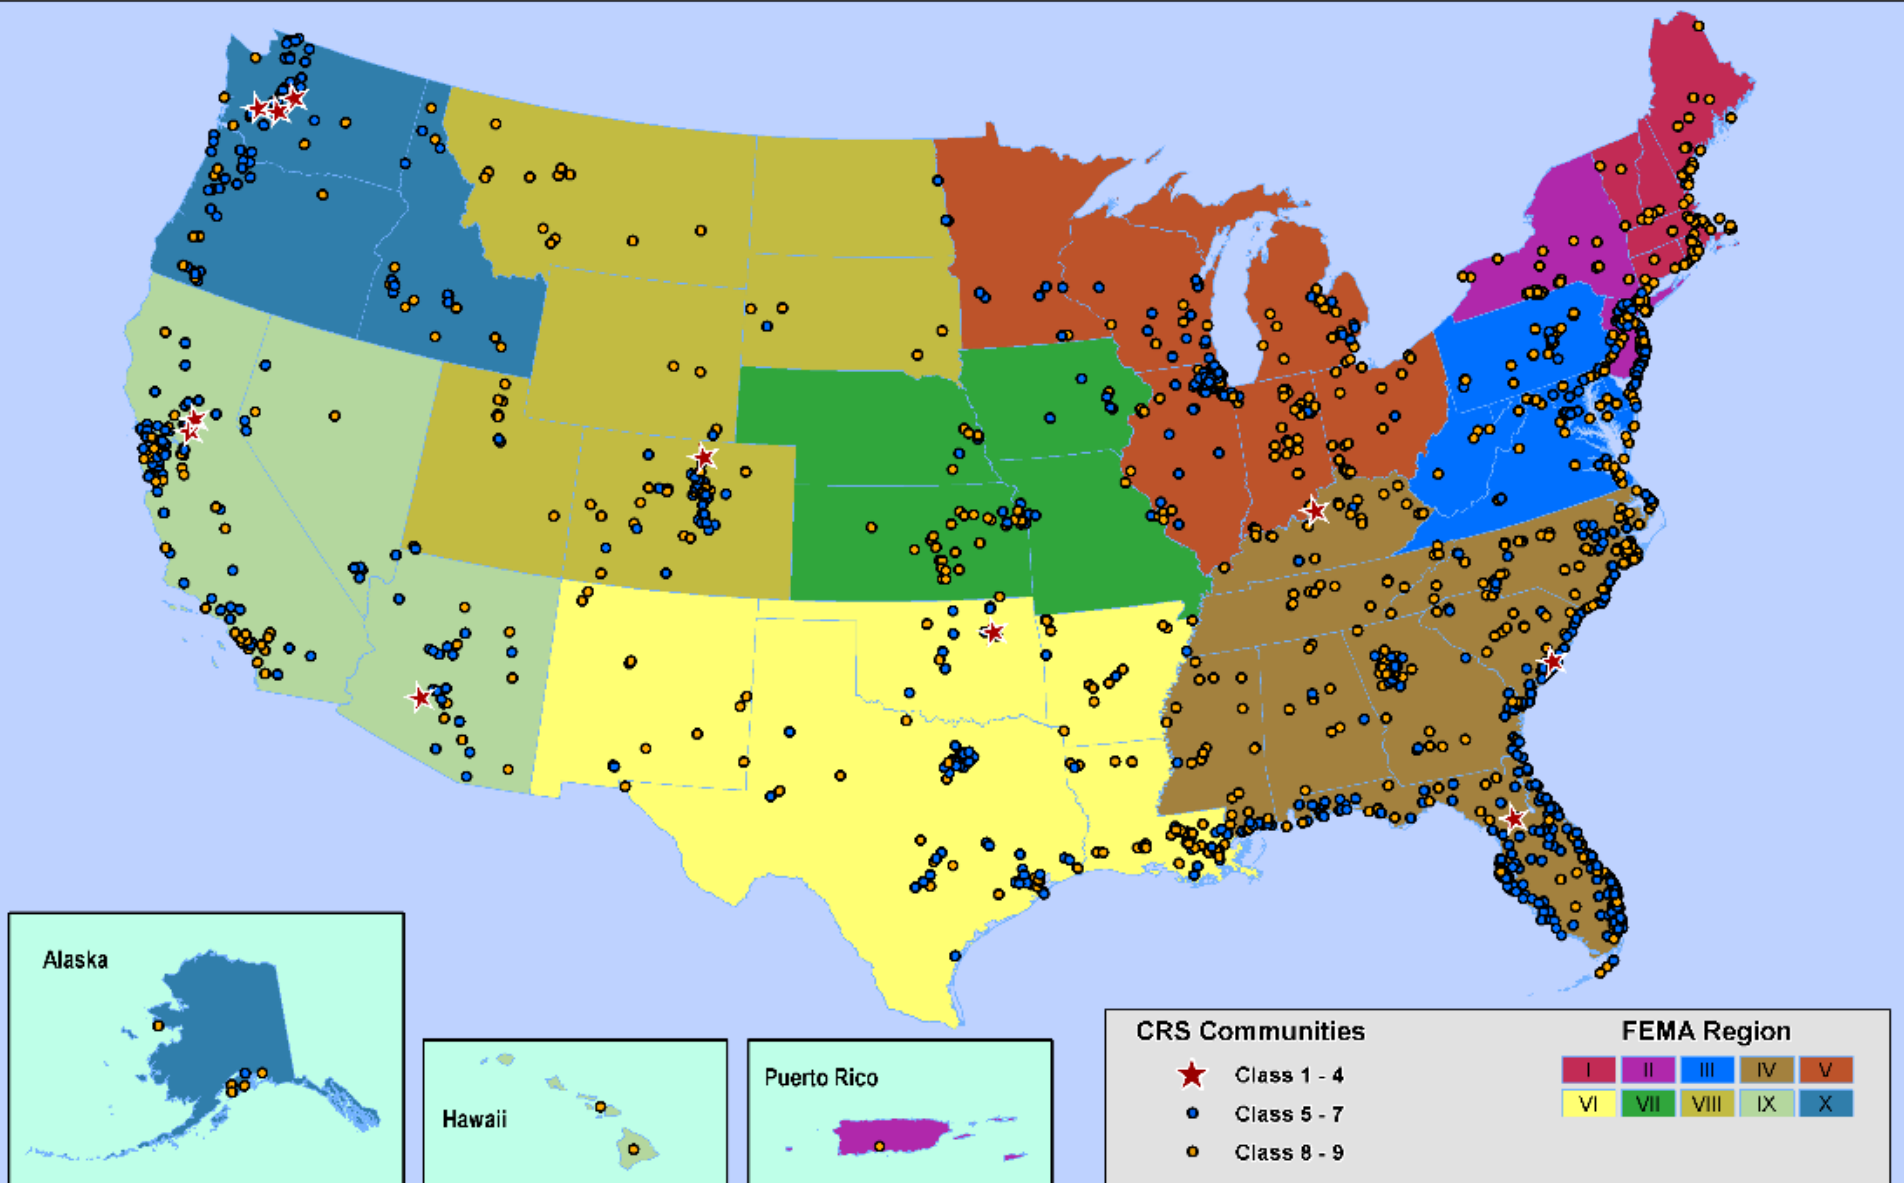 Alaska
Hawaii
Puerto Rico
CRS Communities
Class 1 - 4
Class 5 - 7
Class 8 - 9
FEMA Region
I II III IV V
VI VII VIII IX X